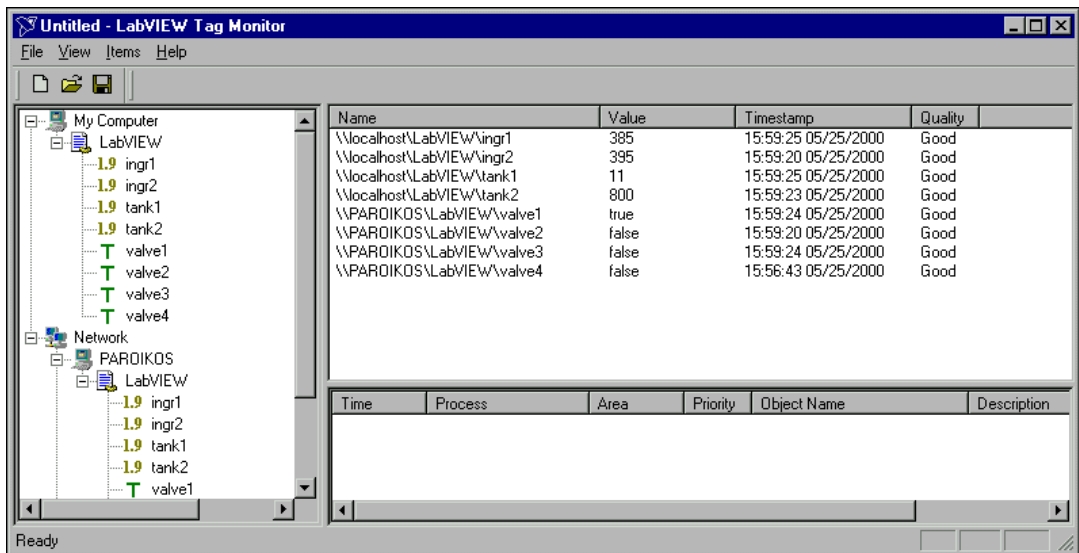 Untitled - LabVIEW Tag Monitor
File View Items Help
My Computer
LabVIEW
1.9 ingr1
1.9 ingr2
1.9 tank1
1.9 tank2
T valve1
T valve2
T valve3
T valve4
Network
PAROIKOS
LabVIEW
1.9 ingr1
1.9 ingr2
1.9 tank1
1.9 tank2
T valve1
Name Value Timestamp Quality
\\localhost\LabVIEW\ingr1 385 15:59:25 05/25/2000 Good
\\localhost\LabVIEW\ingr2 395 15:59:20 05/25/2000 Good
\\localhost\LabVIEW\tank1 11 15:59:25 05/25/2000 Good
\\localhost\LabVIEW\tank2 800 15:59:23 05/25/2000 Good
\\PAROIKOS\LabVIEW\valve1 true 15:59:24 05/25/2000 Good
\\PAROIKOS\LabVIEW\valve2 false 15:59:20 05/25/2000 Good
\\PAROIKOS\LabVIEW\valve3 false 15:59:24 05/25/2000 Good
\\PAROIKOS\LabVIEW\valve4 false 15:56:43 05/25/2000 Good
Time Process Area Priority Object Name Description
Ready